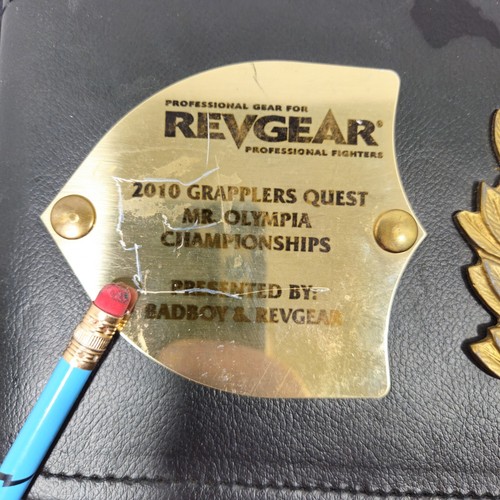 PROFESSIONAL GEAR FOR
REVGEAR®
PROFESSIONAL FIGHTERS
2010 GRAPPLERS QUEST
MR. OLYMPIA
CHAMPIONSHIPS
PRESENTED BY:
BADBOY & REVGEAR